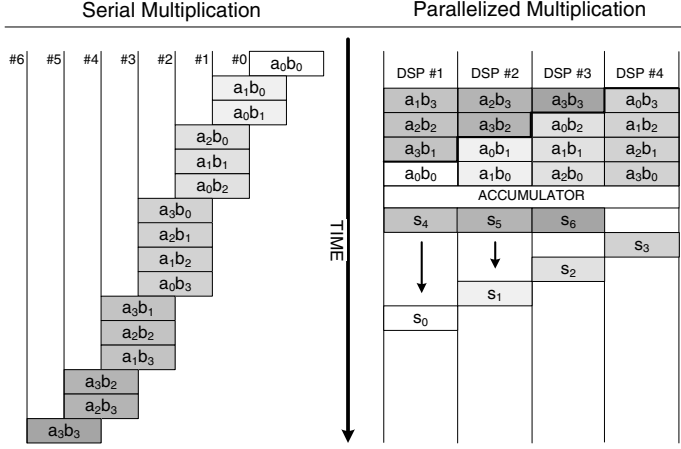 Serial Multiplication
#6 #5 #4 #3 #2 #1 #0
a₀b₀
a₁b₀
a₀b₁
a₂b₀
a₁b₁
a₀b₂
a₃b₀
a₂b₁
a₁b₂
a₀b₃
a₃b₁
a₂b₂
a₁b₃
a₃b₂
a₂b₃
a₃b₃
TIME
Parallelized Multiplication
DSP #1 DSP #2 DSP #3 DSP #4
a₁b₃ a₂b₃ a₃b₃ a₀b₃
a₂b₂ a₃b₂ a₀b₂ a₁b₂
a₃b₁ a₀b₁ a₁b₁ a₂b₁
a₀b₀ a₁b₀ a₂b₀ a₃b₀
ACCUMULATOR
s₄ s₅ s₆
s₃
s₂
s₁
s₀